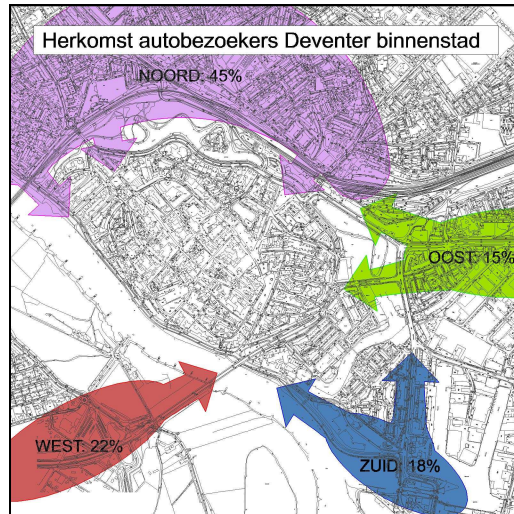 Herkomst autobezoekers Deventer binnenstad
NOORD: 45%
OOST: 15%
WEST: 22%
ZUID: 18%